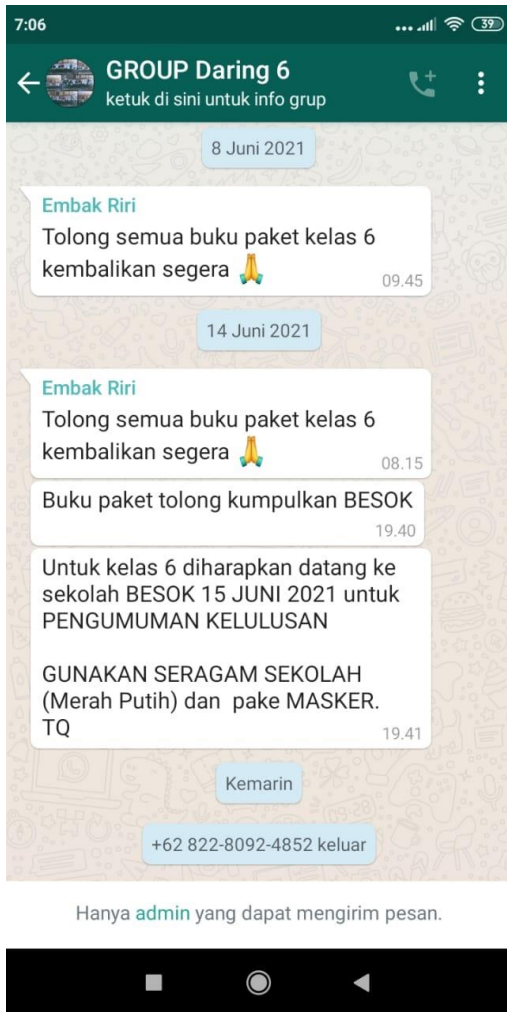 7:06
39
GROUP Daring 6
ketuk di sini untuk info grup
8 Juni 2021
Embak Riri
Tolong semua buku paket kelas 6
kembalikan segera 🙏
09.45
14 Juni 2021
Embak Riri
Tolong semua buku paket kelas 6
kembalikan segera 🙏
08.15
Buku paket tolong kumpulkan BESOK
19.40
Untuk kelas 6 diharapkan datang ke
sekolah BESOK 15 JUNI 2021 untuk
PENGUMUMAN KELULUSAN
GUNAKAN SERAGAM SEKOLAH
(Merah Putih) dan  pake MASKER.
TQ
19.41
Kemarin
+62 822-8092-4852 keluar
Hanya admin yang dapat mengirim pesan.